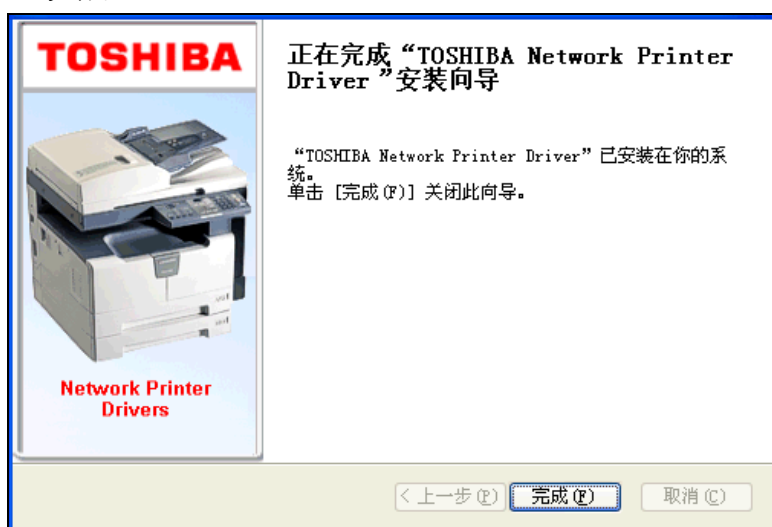 TOSHIBA
正在完成“TOSHIBA Network Printer
Driver”安装向导
“TOSHIBA Network Printer Driver”已安装在你的系
统。
单击 [完成(F)] 关闭此向导。
Network Printer
Drivers
<上一步(P)
完成(F)
取消(C)